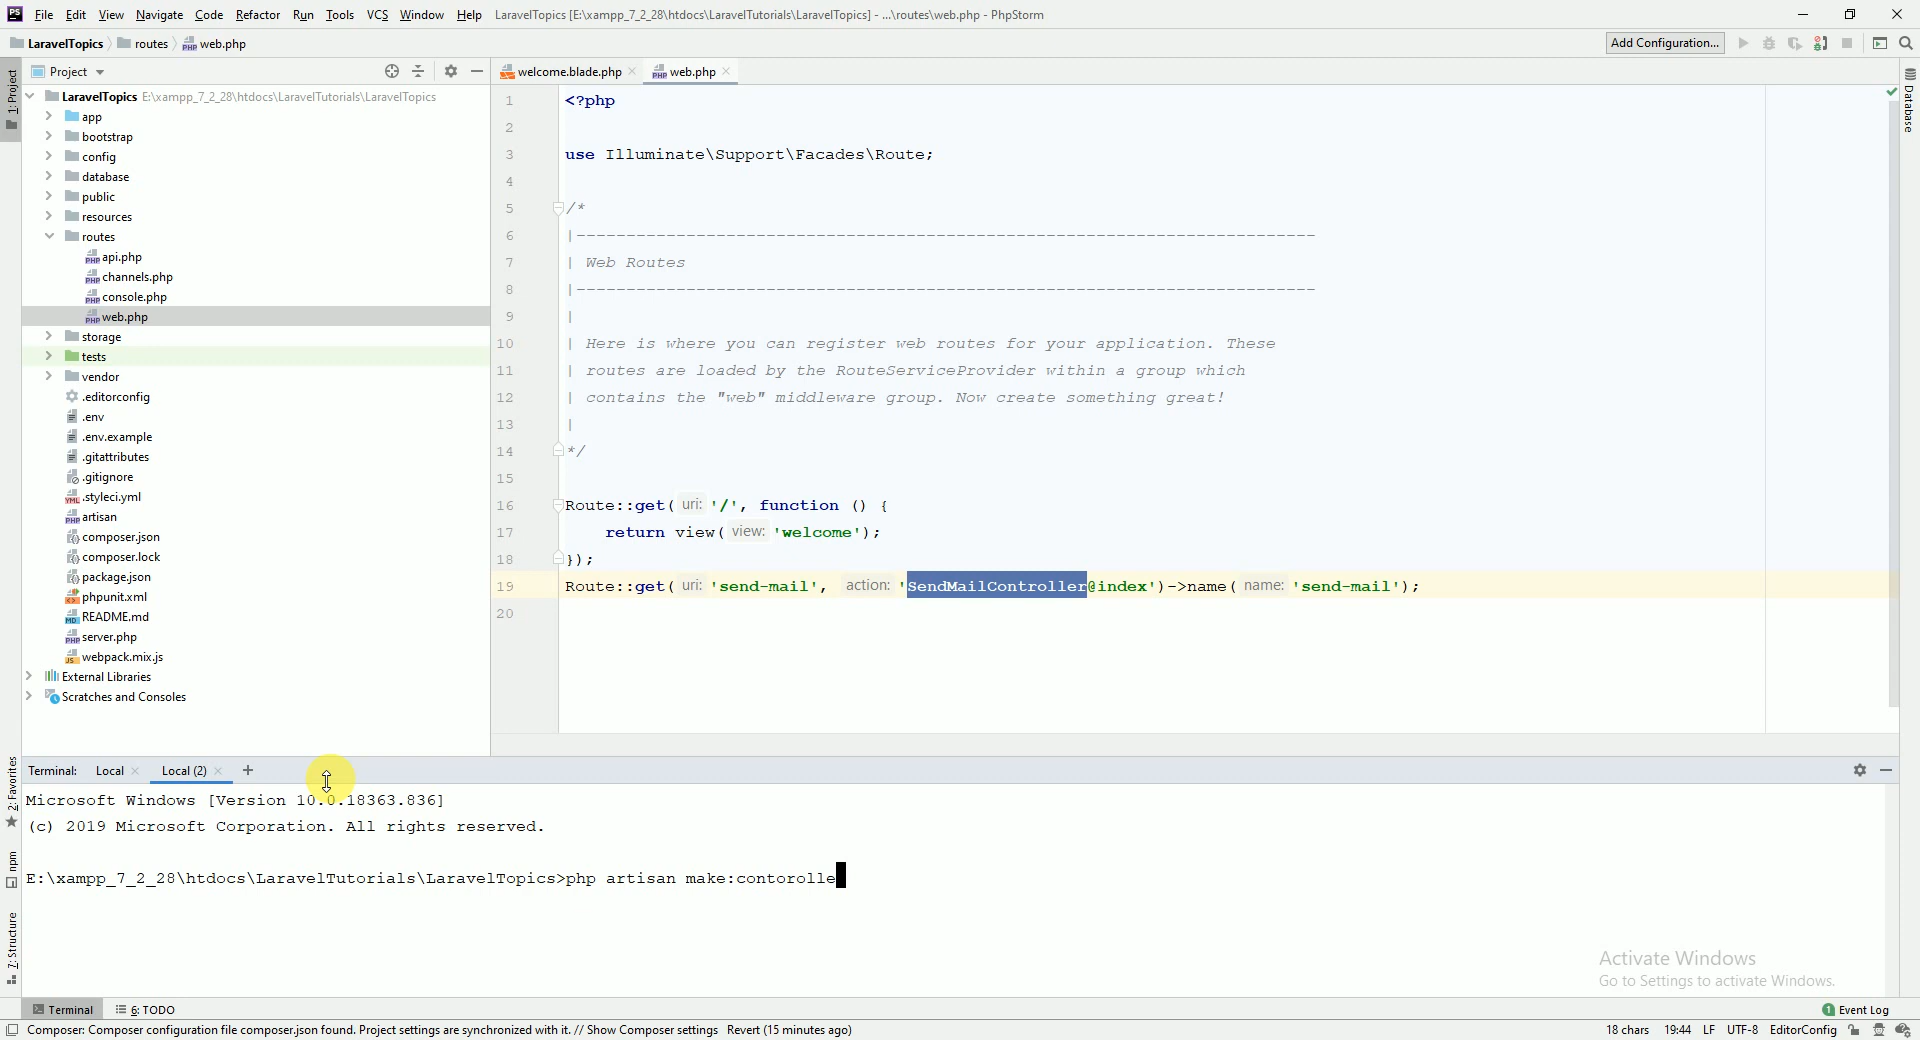 PS File Edit View Navigate Code Refactor Run Tools VCS Window Help LaravelTopics [E:\xampp_7_2_28\htdocs\LaravelTutorials\LaravelTopics] - ...\routes\web.php - PhpStorm
LaravelTopics routes web.php Add Configuration...
1: Project
Project
welcome.blade.php web.php
Database
LaravelTopics E:\xampp_7_2_28\htdocs\LaravelTutorials\LaravelTopics
app
bootstrap
config
database
public
resources
routes
api.php
channels.php
console.php
web.php
storage
tests
vendor
.editorconfig
.env
.env.example
.gitattributes
.gitignore
.styleci.yml
artisan
composer.json
composer.lock
package.json
phpunit.xml
README.md
server.php
webpack.mix.js
External Libraries
Scratches and Consoles
1 <?php
2
3 use Illuminate\Support\Facades\Route;
4
5 /*
6 |--------------------------------------------------------------------------
7 | Web Routes
8 |--------------------------------------------------------------------------
9 |
10 | Here is where you can register web routes for your application. These
11 | routes are loaded by the RouteServiceProvider within a group which
12 | contains the "web" middleware group. Now create something great!
13 |
14 */
15
16 Route::get( uri: '/', function () {
17 return view( view: 'welcome');
18 });
19 Route::get( uri: 'send-mail', action: 'SendMailController@index')->name( name: 'send-mail');
20
2: Favorites
npm
7: Structure
Terminal: Local Local (2) +
Microsoft Windows [Version 10.0.18363.836]
(c) 2019 Microsoft Corporation. All rights reserved.
E:\xampp_7_2_28\htdocs\LaravelTutorials\LaravelTopics>php artisan make:contorolle
Activate Windows
Go to Settings to activate Windows.
Terminal 6: TODO 1 Event Log
Composer: Composer configuration file composer.json found. Project settings are synchronized with it. // Show Composer settings Revert (15 minutes ago) 18 chars 19:44 LF UTF-8 EditorConfig